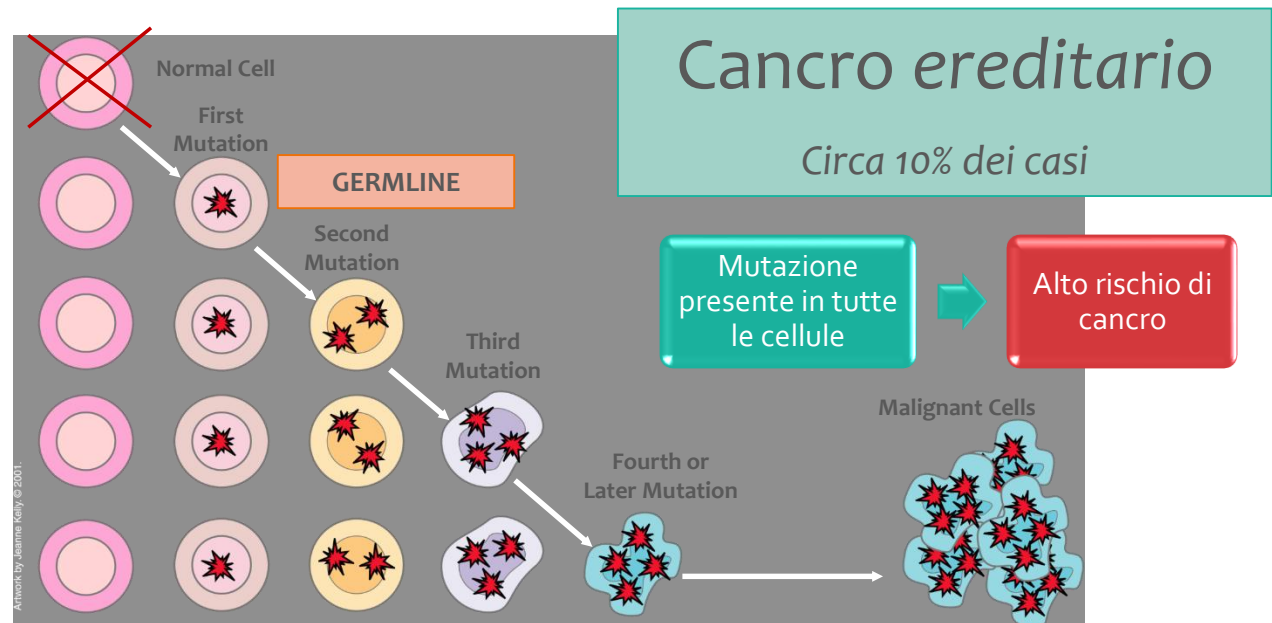 Cancro ereditario
Circa 10% dei casi
Normal Cell
First
Mutation
GERMLINE
Second
Mutation
Mutazione
presente in tutte
le cellule
Alto rischio di
cancro
Third
Mutation
Malignant Cells
Fourth or
Later Mutation
Artwork by Jeanne Kelly. © 2001.